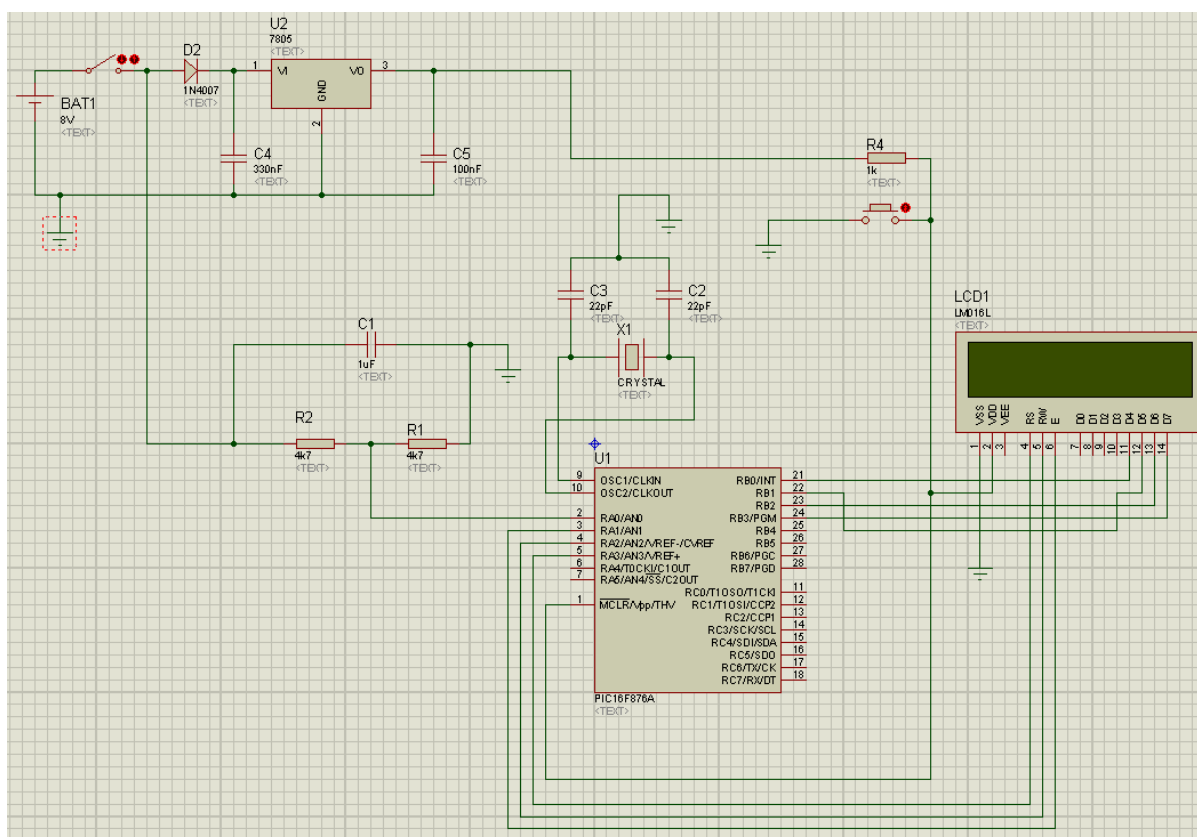 U2
7805
<TEXT>
D2
1N4007
<TEXT>
1
VI
VO
3
GND
2
BAT1
8V
<TEXT>
C4
330nF
<TEXT>
C5
100nF
<TEXT>
R4
1k
<TEXT>
C3
22pF
<TEXT>
C2
22pF
<TEXT>
X1
CRYSTAL
<TEXT>
C1
1uF
<TEXT>
R2
4k7
<TEXT>
R1
4k7
<TEXT>
LCD1
LM016L
<TEXT>
VSS
VDD
VEE
RS
RW
E
D0
D1
D2
D3
D4
D5
D6
D7
1
2
3
4
5
6
7
8
9
10
11
12
13
14
U1
9 OSC1/CLKIN
10 OSC2/CLKOUT
2 RA0/AN0
3 RA1/AN1
4 RA2/AN2/VREF-/CVREF
5 RA3/AN3/VREF+
6 RA4/T0CKI/C1OUT
7 RA5/AN4/SS/C2OUT
1 MCLR/Vpp/THV
RB0/INT 21
RB1 22
RB2 23
RB3/PGM 24
RB4 25
RB5 26
RB6/PGC 27
RB7/PGD 28
RC0/T1OSO/T1CKI 11
RC1/T1OSI/CCP2 12
RC2/CCP1 13
RC3/SCK/SCL 14
RC4/SDI/SDA 15
RC5/SDO 16
RC6/TX/CK 17
RC7/RX/DT 18
PIC16F876A
<TEXT>